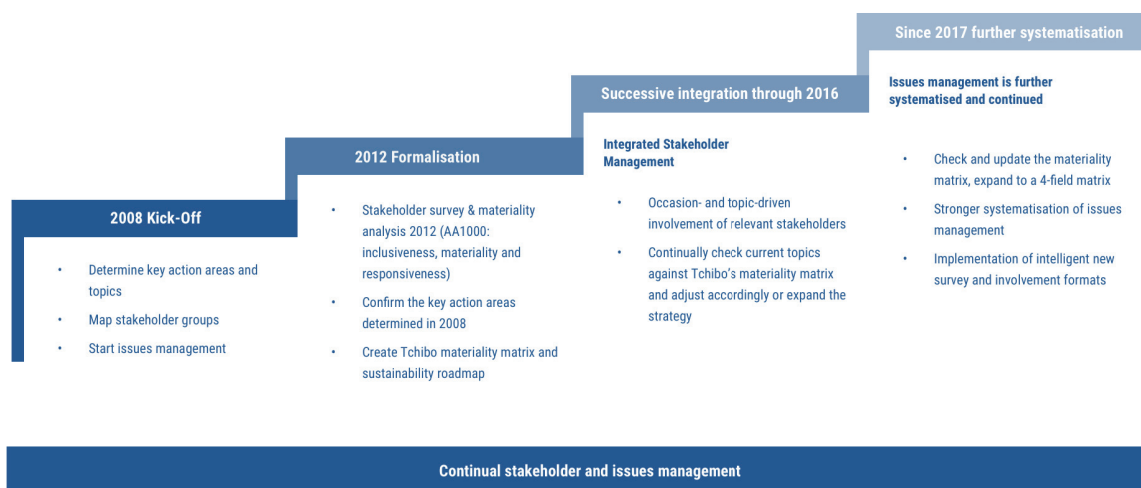 2008 Kick-Off
• Determine key action areas and
topics
• Map stakeholder groups
• Start issues management
2012 Formalisation
• Stakeholder survey & materiality
analysis 2012 (AA1000:
inclusiveness, materiality and
responsiveness)
• Confirm the key action areas
determined in 2008
• Create Tchibo materiality matrix and
sustainability roadmap
Successive integration through 2016
Integrated Stakeholder
Management
• Occasion- and topic-driven
involvement of relevant stakeholders
• Continually check current topics
against Tchibo's materiality matrix
and adjust accordingly or expand the
strategy
Since 2017 further systematisation
Issues management is further
systematised and continued
• Check and update the materiality
matrix, expand to a 4-field matrix
• Stronger systematisation of issues
management
• Implementation of intelligent new
survey and involvement formats
Continual stakeholder and issues management